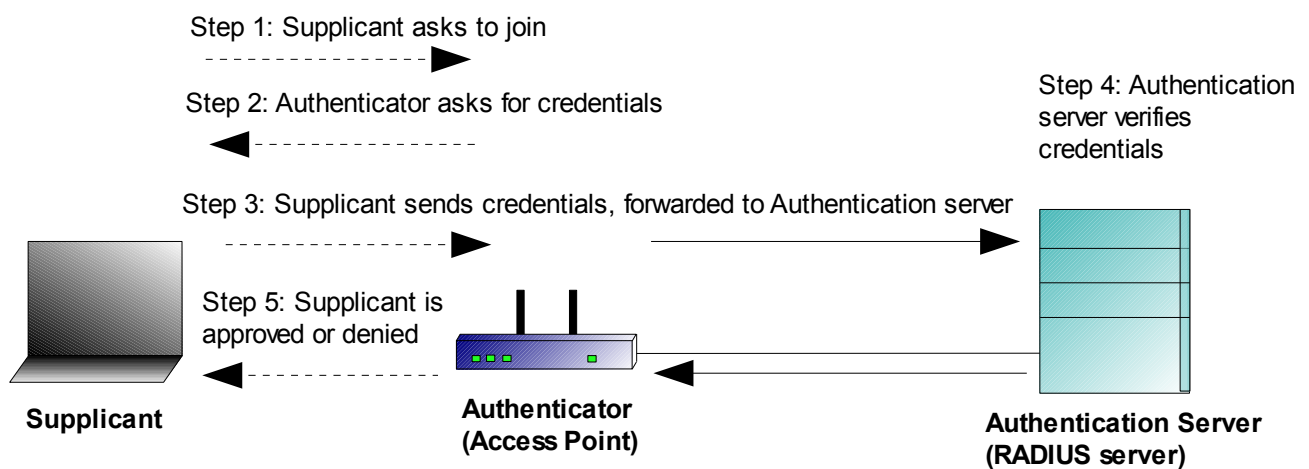 Step 1: Supplicant asks to join
Step 2: Authenticator asks for credentials
Step 4: Authentication
server verifies
credentials
Step 3: Supplicant sends credentials, forwarded to Authentication server
Step 5: Supplicant is
approved or denied
Supplicant
Authenticator
(Access Point)
Authentication Server
(RADIUS server)